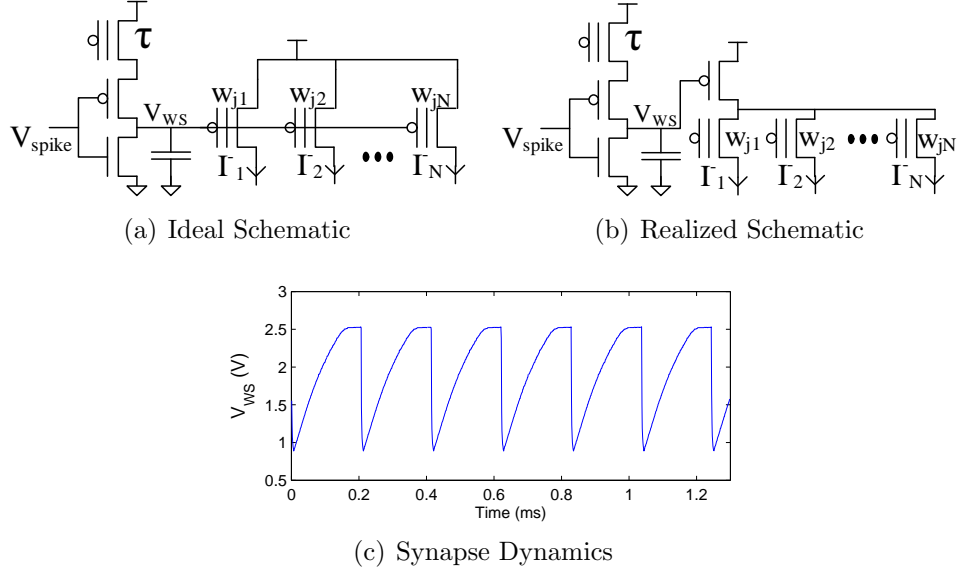 τ
V_WS
V_spike
w_j1 w_j2 w_jN
I⁻_1 I⁻_2 ••• I⁻_N
(a) Ideal Schematic
τ
V_WS
V_spike
w_j1 w_j2 ••• w_jN
I⁻_1 I⁻_2 I⁻_N
(b) Realized Schematic
3
2.5
2
1.5
1
0.5
V_WS (V)
0 0.2 0.4 0.6 0.8 1 1.2
Time (ms)
(c) Synapse Dynamics